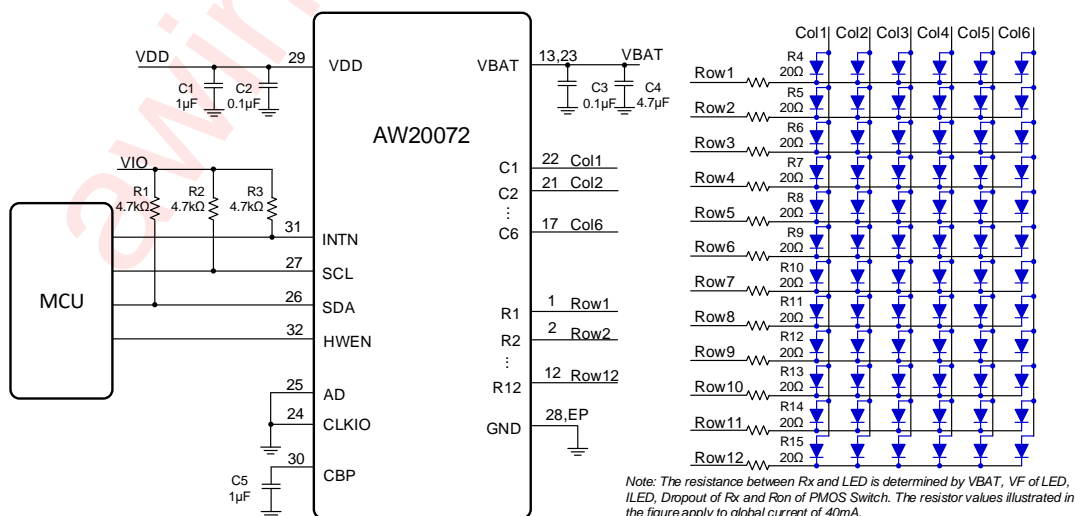 VDD
29
VDD
C1
1µF
C2
0.1µF
VBAT
13,23
VBAT
C3
0.1µF
C4
4.7µF
AW20072
VIO
R1
4.7kΩ
R2
4.7kΩ
R3
4.7kΩ
MCU
31
INTN
27
SCL
26
SDA
32
HWEN
25
AD
24
CLKIO
30
CBP
C5
1µF
C1
22 Col1
C2
21 Col2
⋮
C6
17 Col6
R1
1 Row1
R2
2 Row2
⋮
R12
12 Row12
GND
28,EP
Col1 Col2 Col3 Col4 Col5 Col6
R4
Row1 20Ω
R5
Row2 20Ω
R6
Row3 20Ω
R7
Row4 20Ω
R8
Row5 20Ω
R9
Row6 20Ω
R10
Row7 20Ω
R11
Row8 20Ω
R12
Row9 20Ω
R13
Row10 20Ω
R14
Row11 20Ω
R15
Row12 20Ω
Note: The resistance between Rx and LED is determined by VBAT, VF of LED,
ILED, Dropout of Rx and Ron of PMOS Switch. The resistor values illustrated in
the figure apply to global current of 40mA.